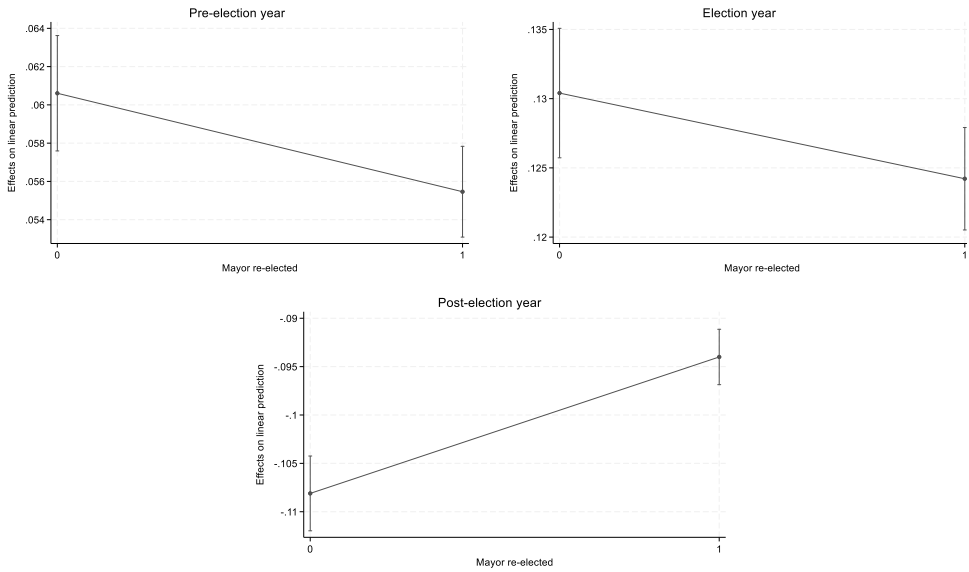 Pre-election year
Effects on linear prediction
.064
.062
.06
.058
.056
.054
0
1
Mayor re-elected
Election year
Effects on linear prediction
.135
.13
.125
.12
0
1
Mayor re-elected
Post-election year
Effects on linear prediction
-.09
-.095
-.1
-.105
-.11
0
1
Mayor re-elected